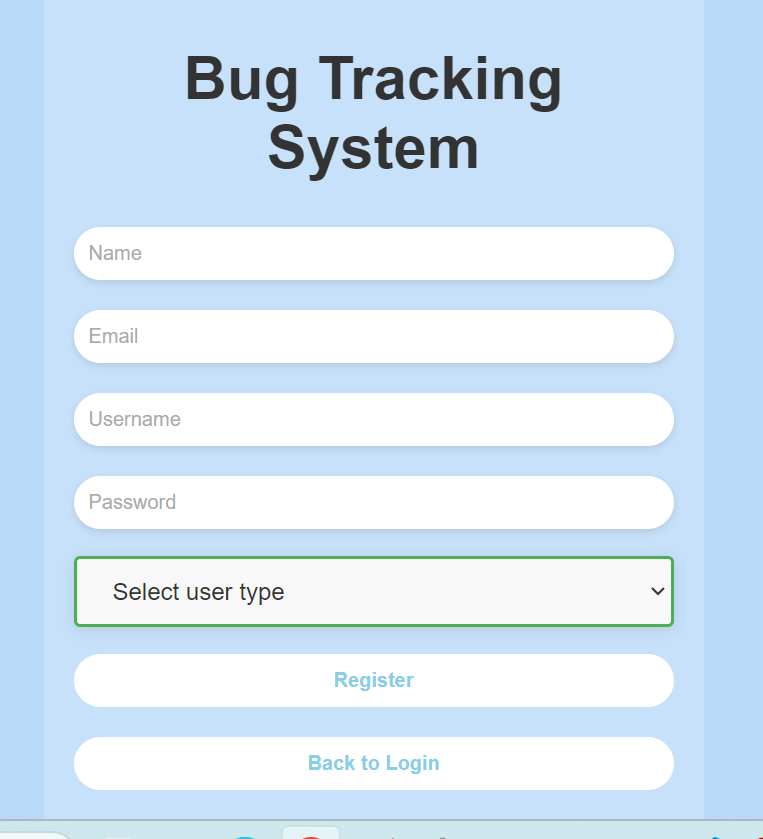 Bug Tracking
System
Name
Email
Username
Password
Select user type
Register
Back to Login